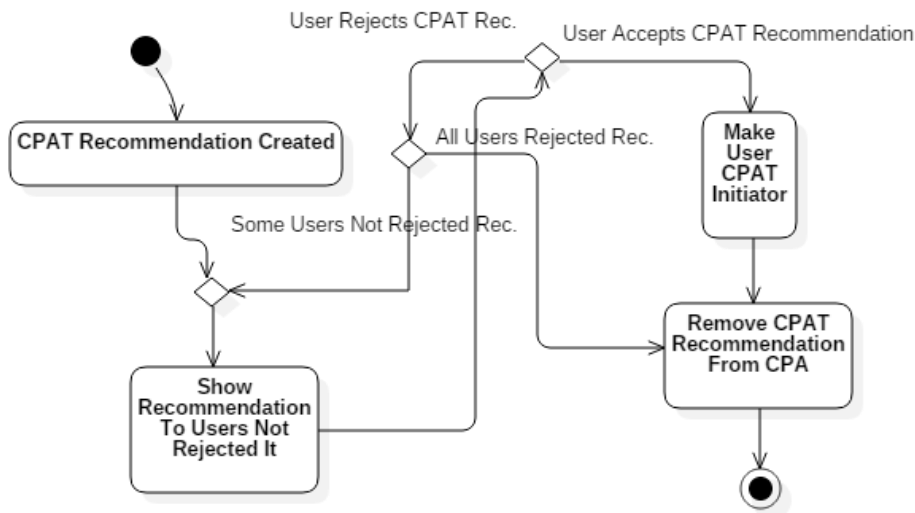 User Rejects CPAT Rec.
User Accepts CPAT Recommendation
CPAT Recommendation Created
All Users Rejected Rec.
Make
User
CPAT
Initiator
Some Users Not Rejected Rec.
Remove CPAT
Recommendation
From CPA
Show
Recommendation
To Users Not
Rejected It